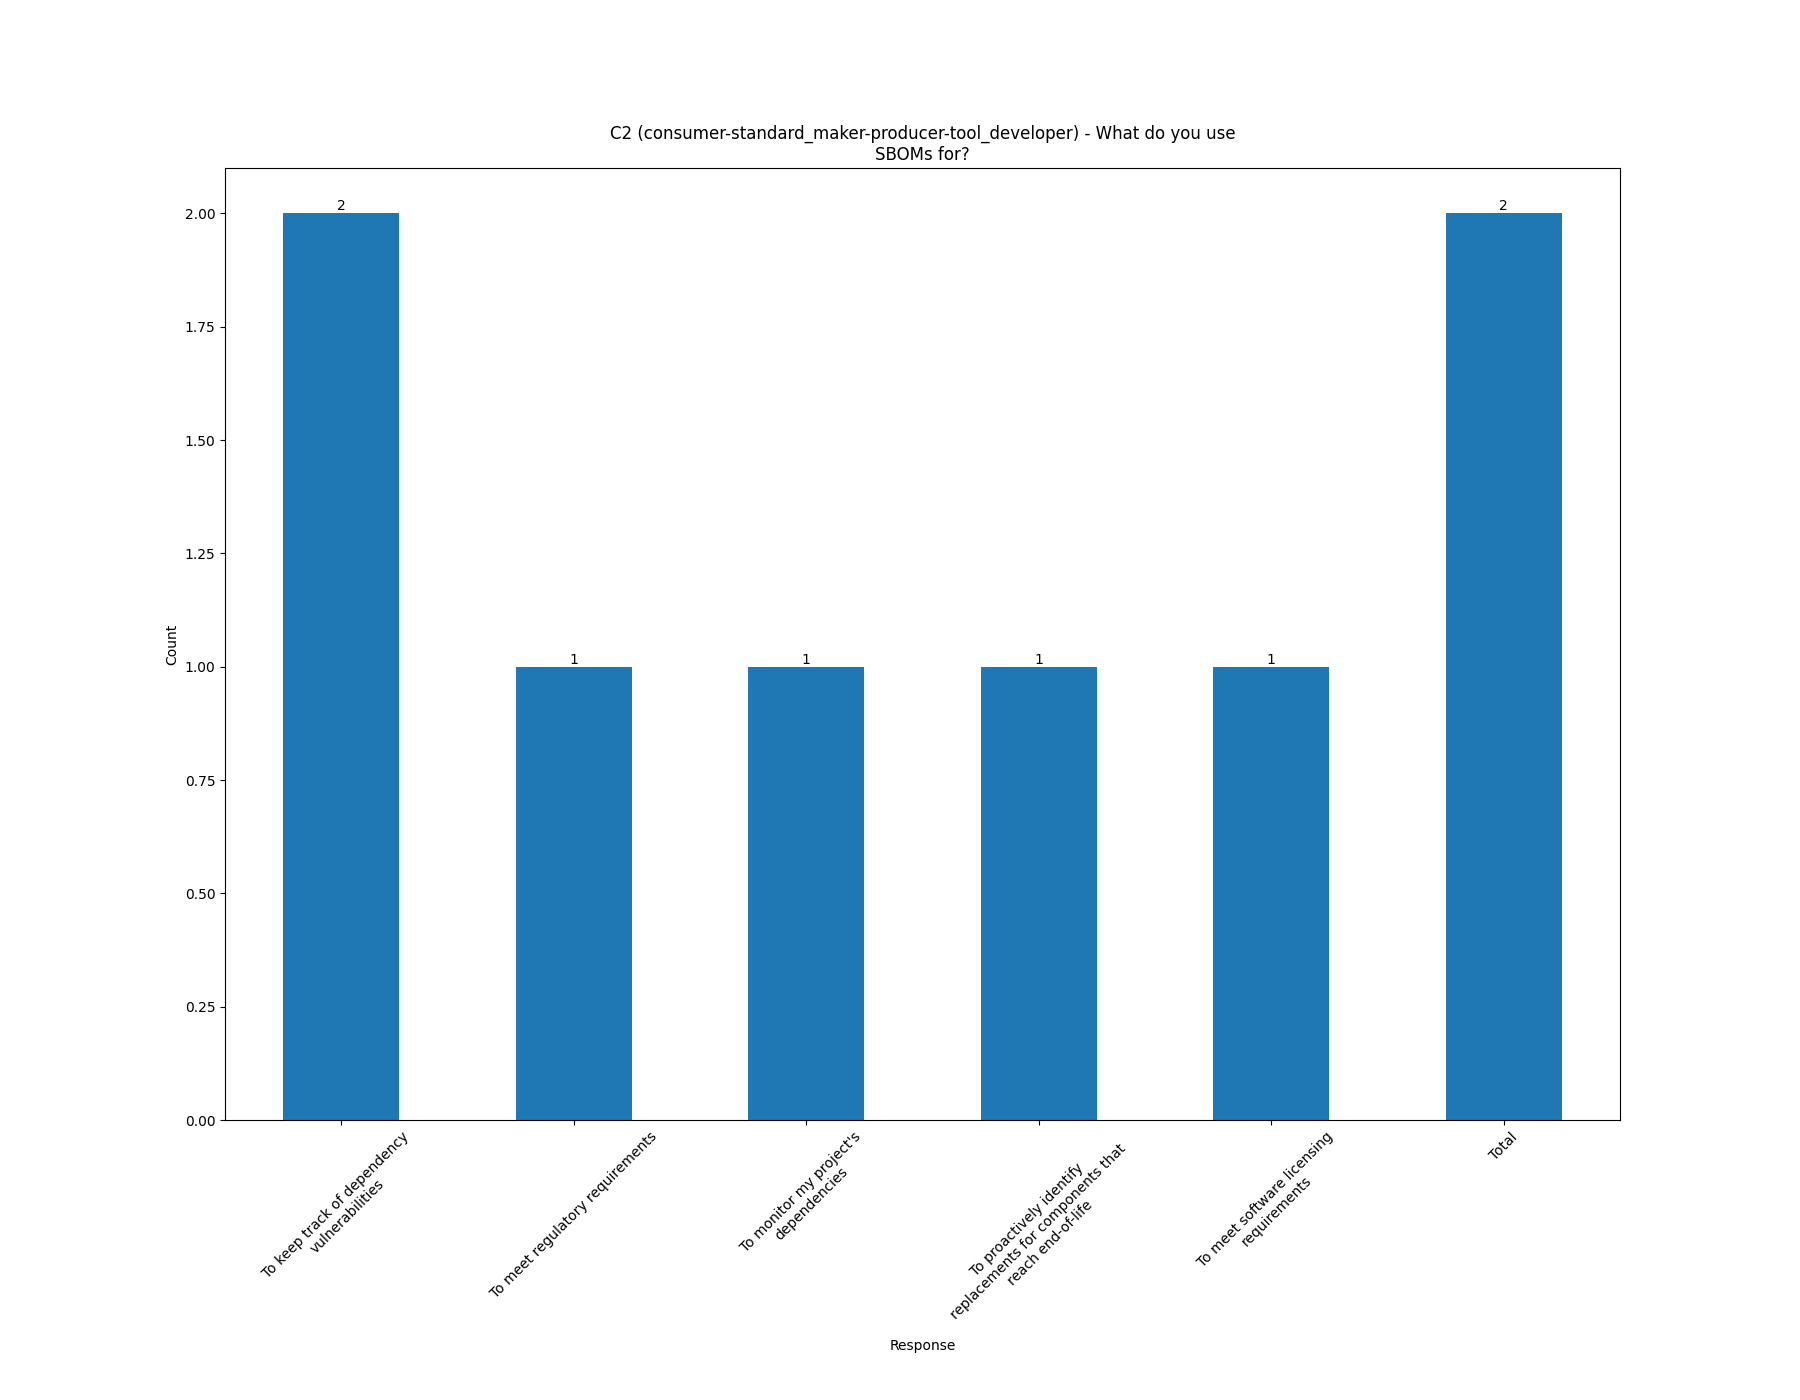 C2 (consumer-standard_maker-producer-tool_developer) - What do you use
SBOMs for?
Count
2.00
1.75
1.50
1.25
1.00
0.75
0.50
0.25
0.00
2
1
1
1
1
2
To keep track of dependency
vulnerabilities
To meet regulatory requirements
To monitor my project's
dependencies
To proactively identify
replacements for components that
reach end-of-life
To meet software licensing
requirements
Total
Response